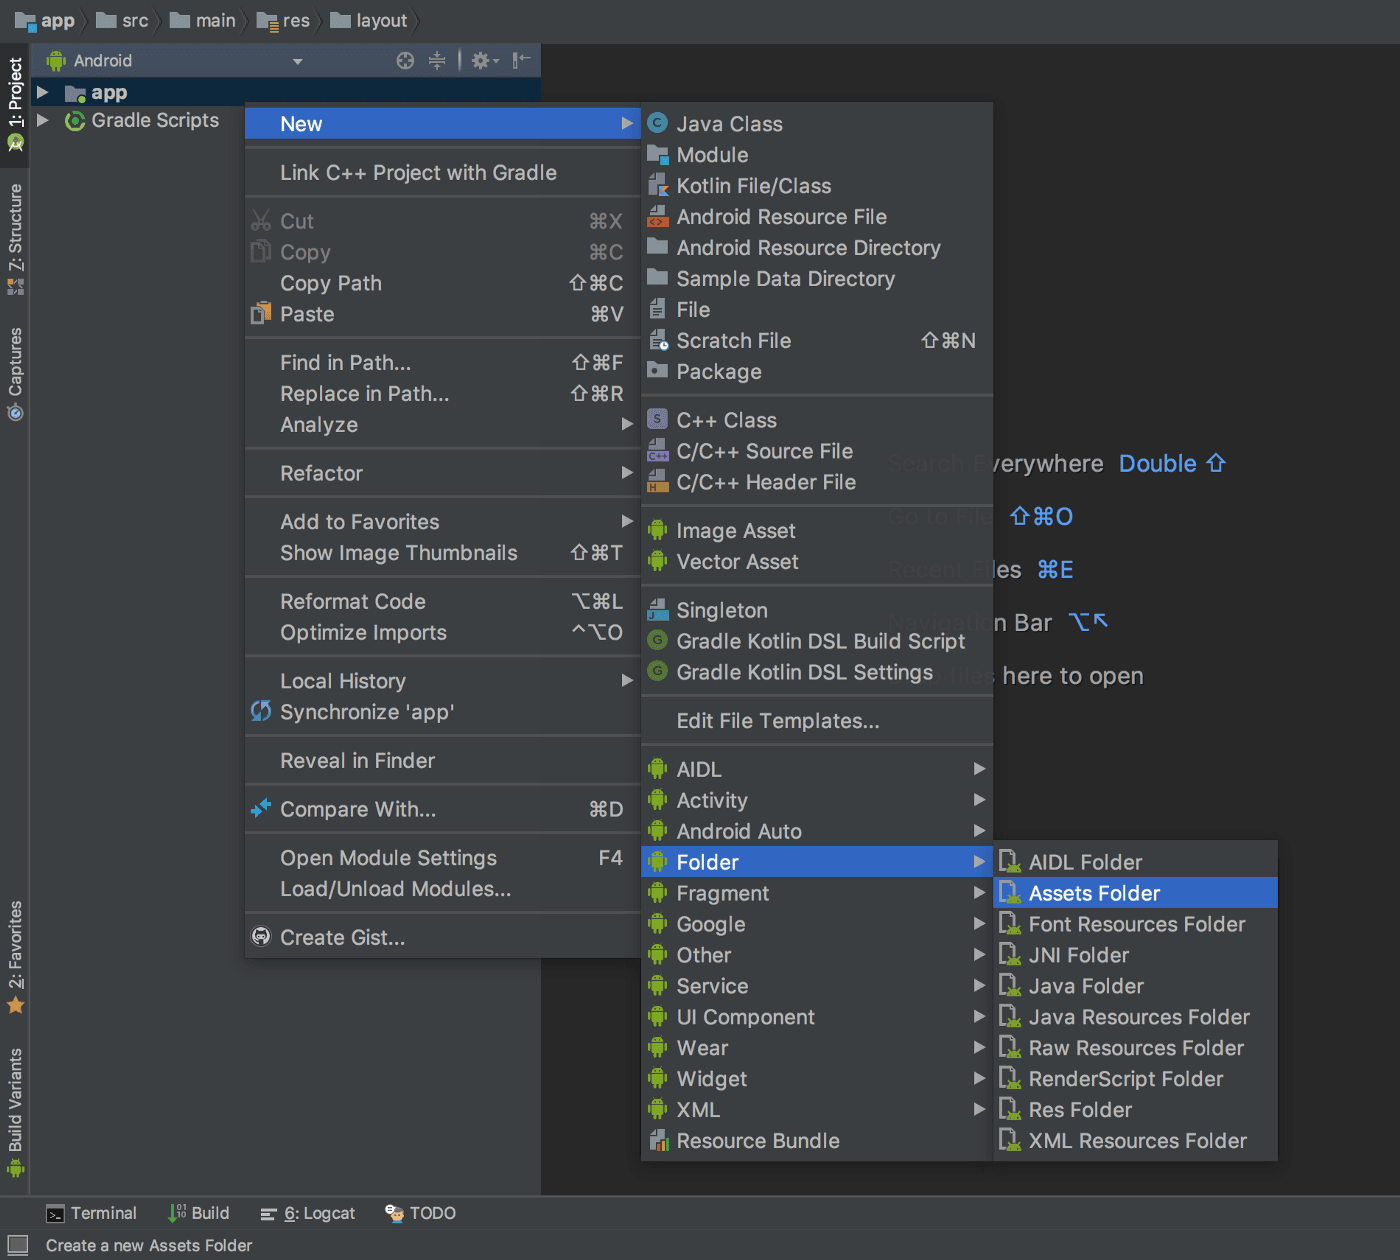 app src main res layout
Android
1: Project
app
Gradle Scripts
Z: Structure
Captures
2: Favorites
Build Variants
New
Link C++ Project with Gradle
Cut ⌘X
Copy ⌘C
Copy Path ⇧⌘C
Paste ⌘V
Find in Path... ⇧⌘F
Replace in Path... ⇧⌘R
Analyze
Refactor
Add to Favorites
Show Image Thumbnails ⇧⌘T
Reformat Code ⌥⌘L
Optimize Imports ^⌥O
Local History
Synchronize 'app'
Reveal in Finder
Compare With... ⌘D
Open Module Settings F4
Load/Unload Modules...
Create Gist...
Java Class
Module
Kotlin File/Class
Android Resource File
Android Resource Directory
Sample Data Directory
File
Scratch File ⇧⌘N
Package
C++ Class
C/C++ Source File
C/C++ Header File
Image Asset
Vector Asset
Singleton
Gradle Kotlin DSL Build Script
Gradle Kotlin DSL Settings
Edit File Templates...
AIDL
Activity
Android Auto
Folder
Fragment
Google
Other
Service
UI Component
Wear
Widget
XML
Resource Bundle
AIDL Folder
Assets Folder
Font Resources Folder
JNI Folder
Java Folder
Java Resources Folder
Raw Resources Folder
RenderScript Folder
Res Folder
XML Resources Folder
Search Everywhere Double ⇧
Go to File ⇧⌘O
Recent Files ⌘E
Navigation Bar ⌥↖
files here to open
Terminal Build 6: Logcat TODO
Create a new Assets Folder